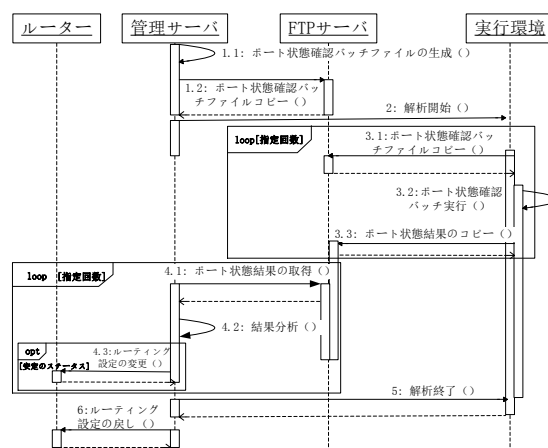 ルーター
管理サーバ
FTPサーバ
実行環境
1.1: ポート状態確認バッチファイルの生成()
1.2: ポート状態確認バッ
チファイルコピー()
2: 解析開始()
loop[指定回数]
3.1:ポート状態確認バッ
チファイルコピー()
3.2:ポート状態確認
バッチ実行()
3.3: ポート状態結果のコピー()
loop [指定回数]
4.1: ポート状態結果の取得()
4.2: 結果分析()
opt
[安定のステータス]
4.3:ルーティング
設定の変更()
5: 解析終了()
6:ルーティング
設定の戻し()